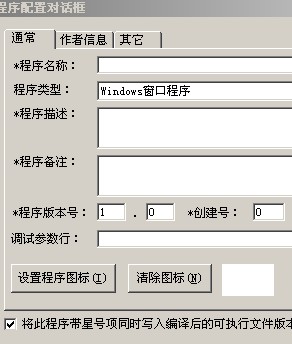 程序配置对话框
通常 作者信息 其它
*程序名称：
程序类型： Windows窗口程序
*程序描述：
*程序备注：
*程序版本号： 1 . 0 *创建号： 0
调试参数行：
设置程序图标(I) 清除图标(N)
将此程序带星号项同时写入编译后的可执行文件版本